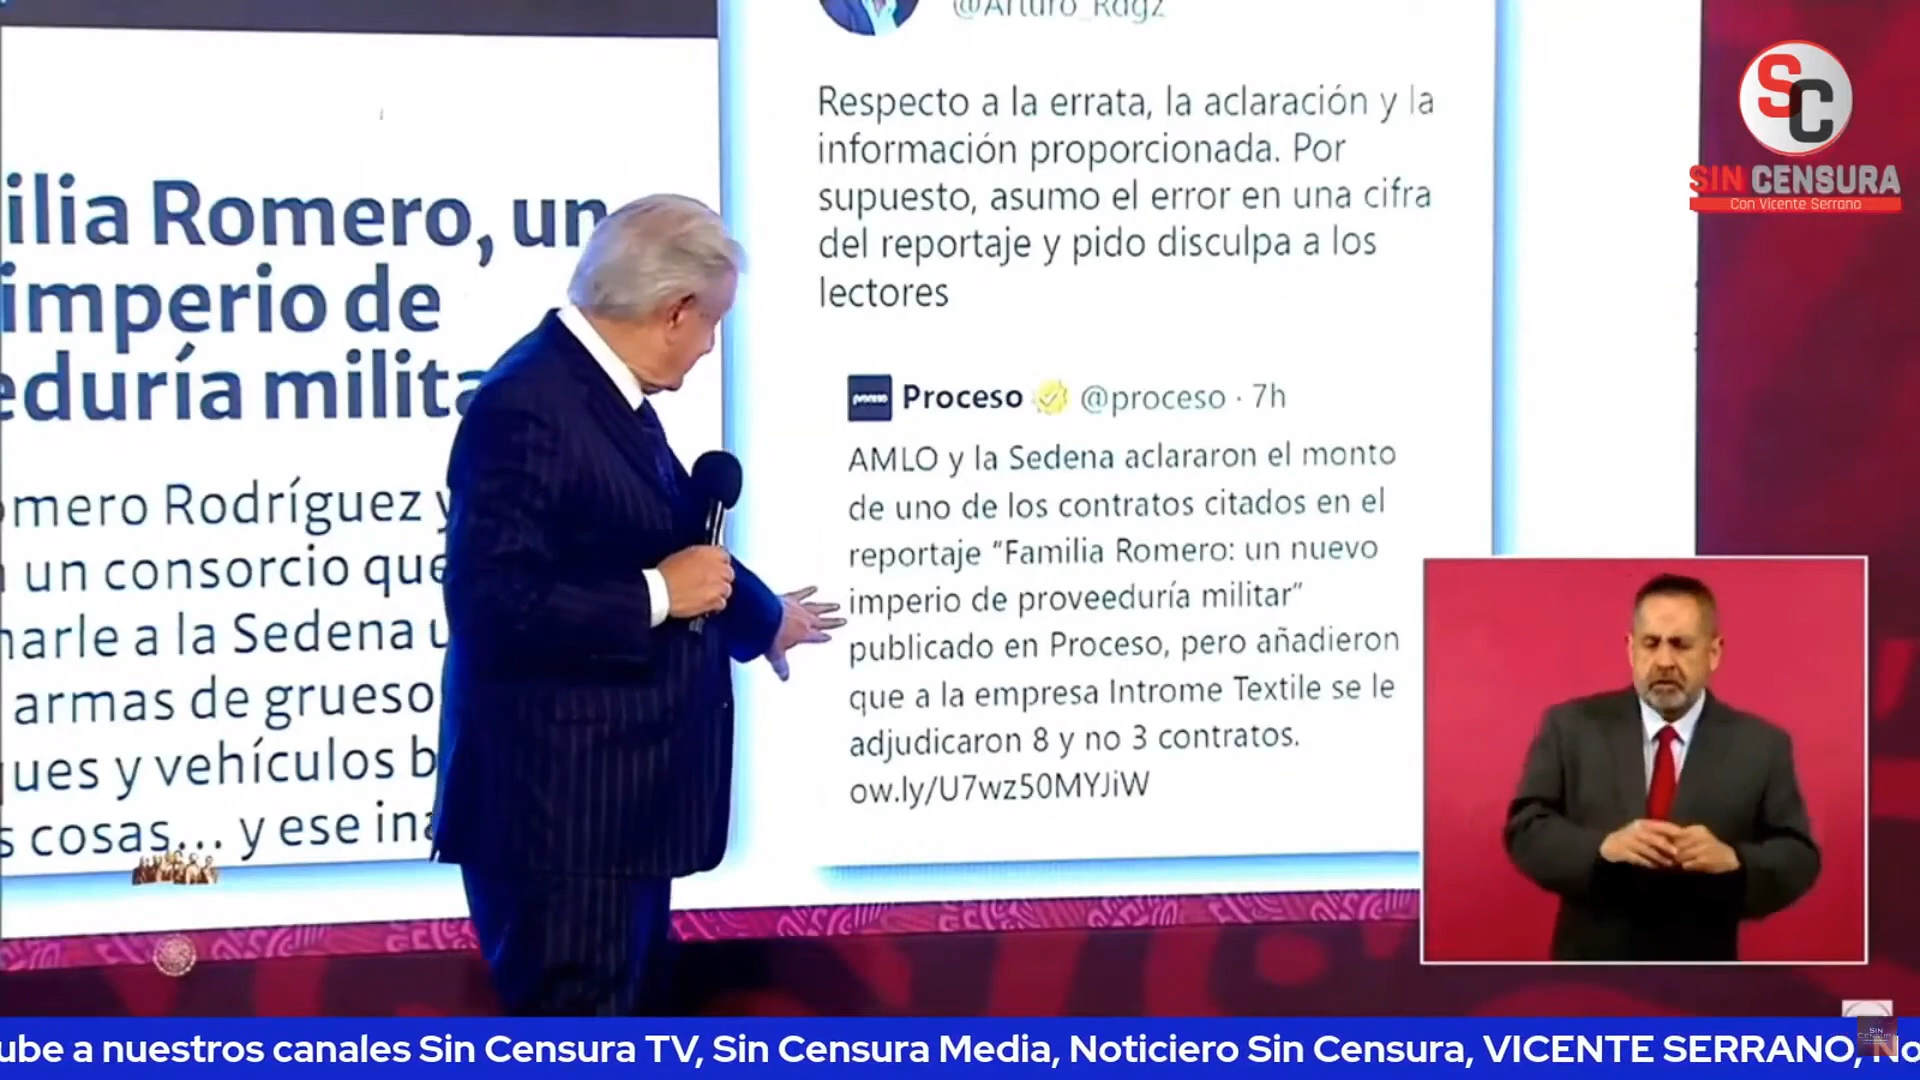 ilia Romero, un
imperio de
eduría milita
omero Rodríguez y
un consorcio que
narle a la Sedena u
armas de grueso
ues y vehículos b
s cosas... y ese ina
@Arturo_Rdgz
Respecto a la errata, la aclaración y la
información proporcionada. Por
supuesto, asumo el error en una cifra
del reportaje y pido disculpa a los
lectores
proceso
Proceso @proceso · 7h
AMLO y la Sedena aclararon el monto
de uno de los contratos citados en el
reportaje "Familia Romero: un nuevo
imperio de proveeduría militar"
publicado en Proceso, pero añadieron
que a la empresa Introme Textile se le
adjudicaron 8 y no 3 contratos.
ow.ly/U7wz50MYJiW
SC
SIN CENSURA
Con Vicente Serrano
ube a nuestros canales Sin Censura TV, Sin Censura Media, Noticiero Sin Censura, VICENTE SERRANO, No